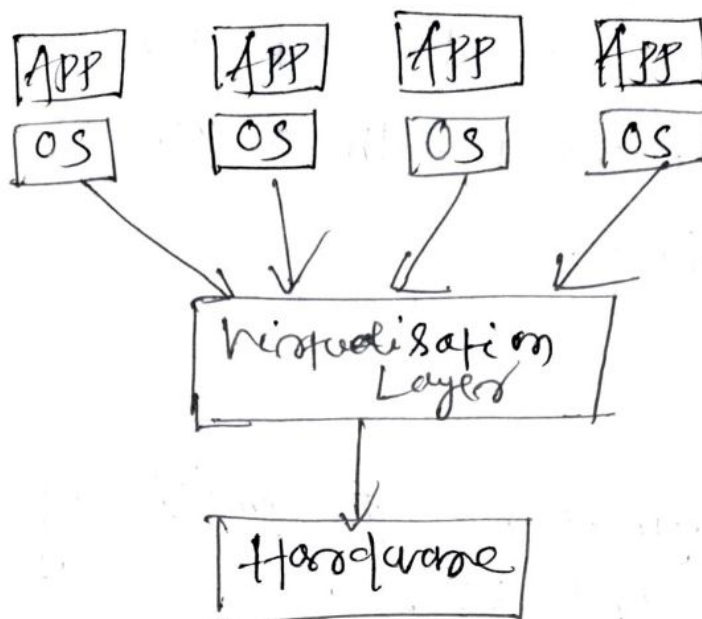 App App App App
OS OS OS OS
Virtualisation
Layer
Hardware